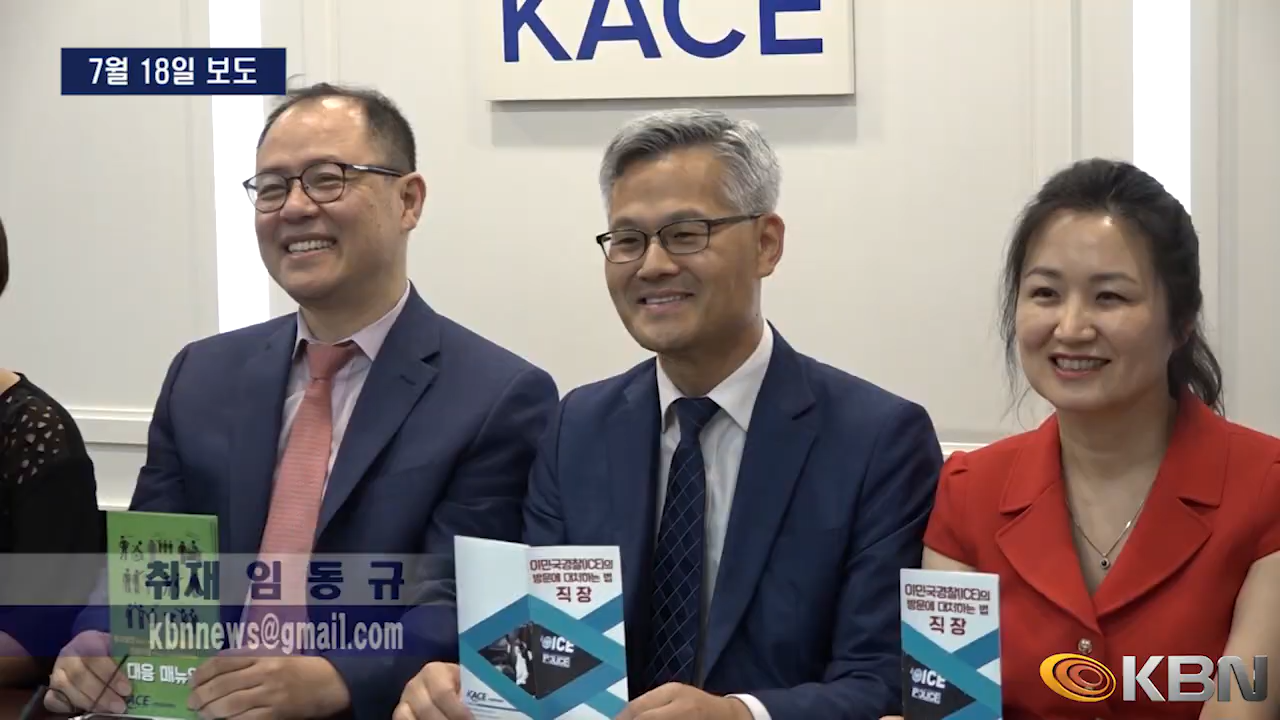 KACE
7월 18일 보도
이민국경찰(ICE)의
방문에 대처하는 법
직장
ICE
POLICE
KACE
이민국경찰(ICE)의
방문에 대처하는 법
직장
ICE
POLICE
대응 매뉴
KACE
취재 임동규
kbnnews@gmail.com
KBN